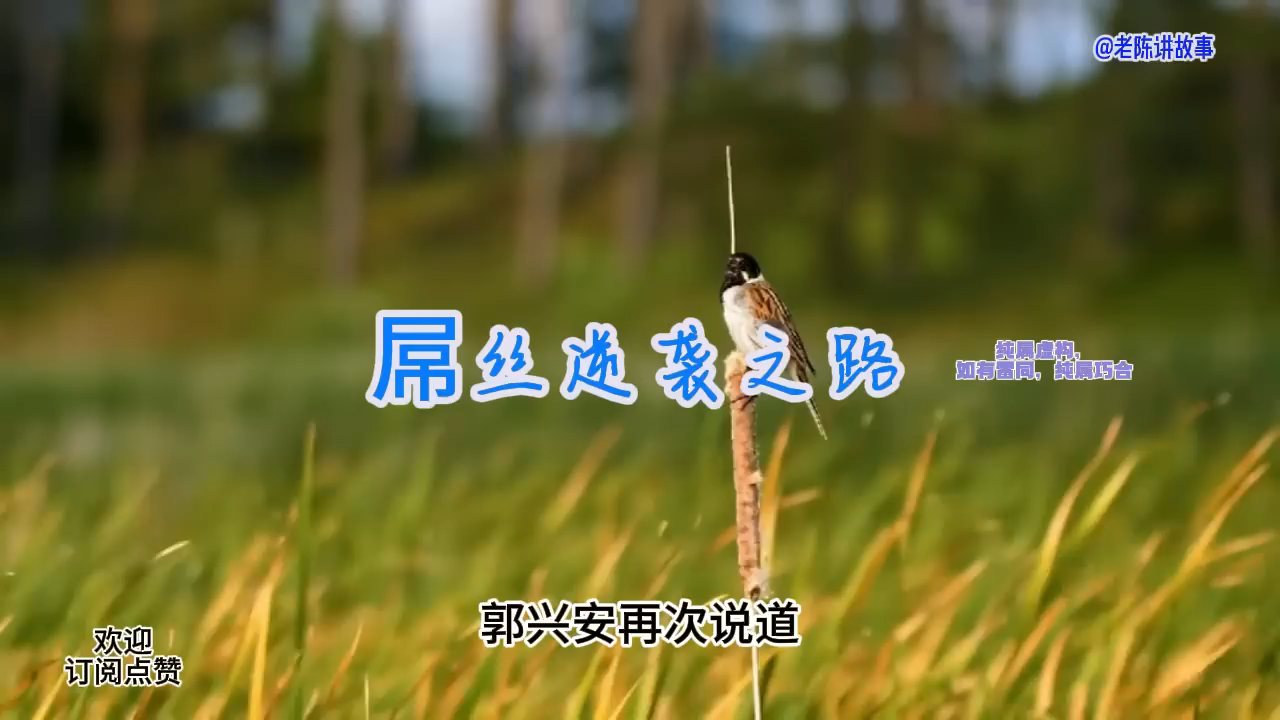 @老陈讲故事
屌丝逆袭之路
纯属虚构，
如有雷同，纯属巧合
郭兴安再次说道
欢迎
订阅点赞